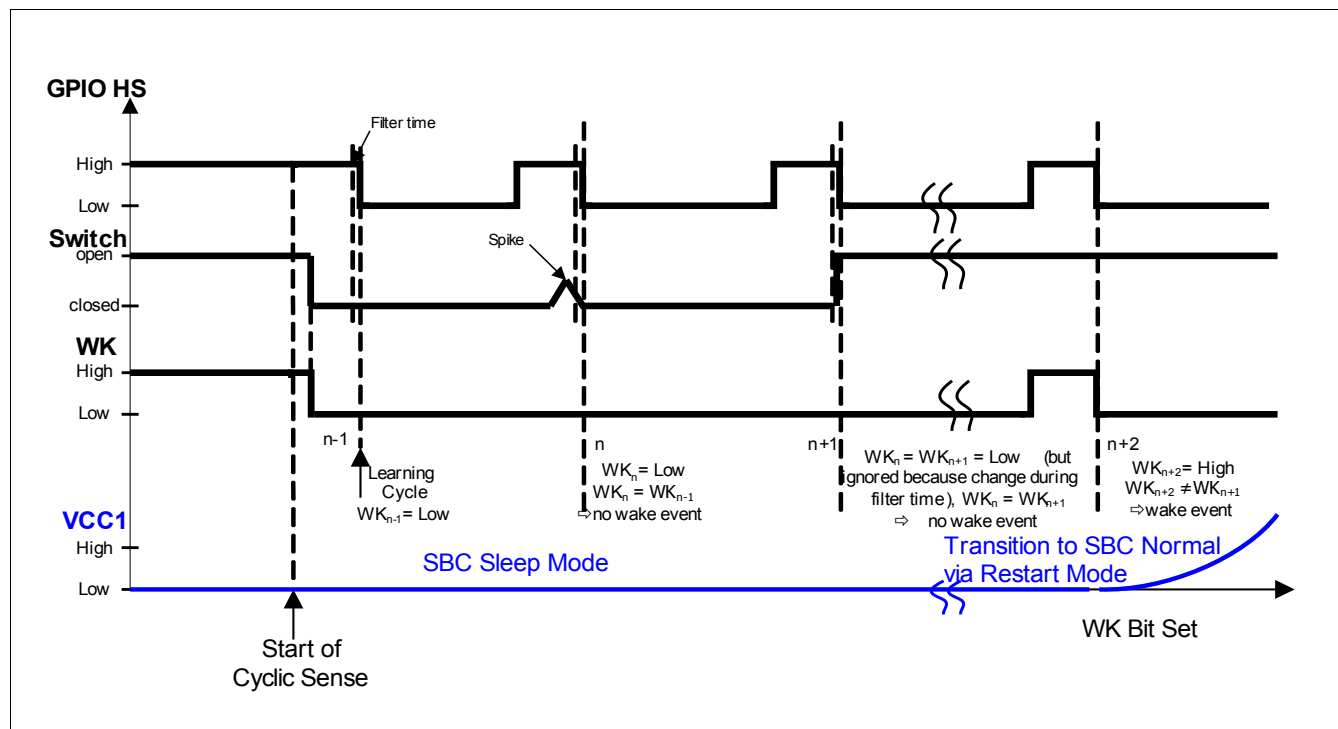 GPIO HS
Filter time
High
Low
Switch
open
Spike
closed
WK
High
Low
n-1
n
n+1
n+2
Learning
Cycle
WKn-1 = Low
WKn = Low
WKn = WKn-1
⇨no wake event
WKn = WKn+1 = Low (but
ignored because change during
filter time), WKn = WKn+1
⇨ no wake event
WKn+2 = High
WKn+2 ≠ WKn+1
⇨wake event
VCC1
High
Low
SBC Sleep Mode
Transition to SBC Normal
via Restart Mode
WK Bit Set
Start of
Cyclic Sense